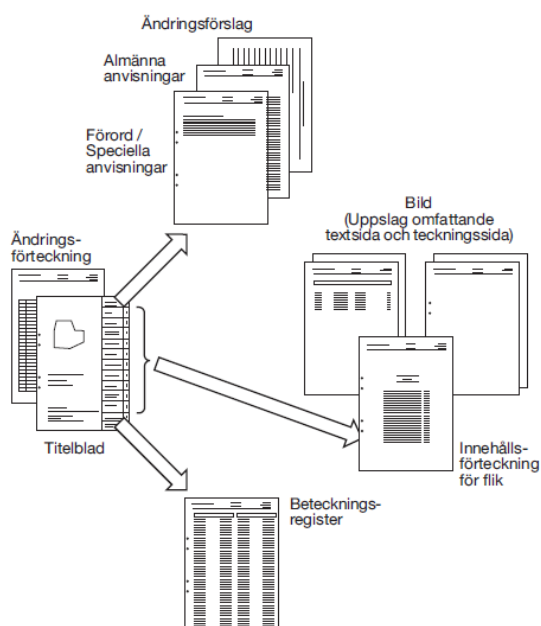 Ändringsförslag
Almänna
anvisningar
Förord /
Speciella
anvisningar
Bild
(Uppslag omfattande
textsida och teckningssida)
Ändrings-
förteckning
Titelblad
Innehålls-
förteckning
för flik
Betecknings-
register